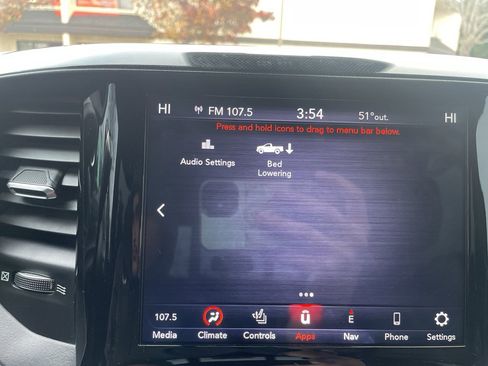 HI FM 107.5 3:54 51°out. HI
Press and hold icons to drag to menu bar below.
Audio Settings
Bed
Lowering
107.5 E
Media Climate Controls Apps Nav Phone Settings